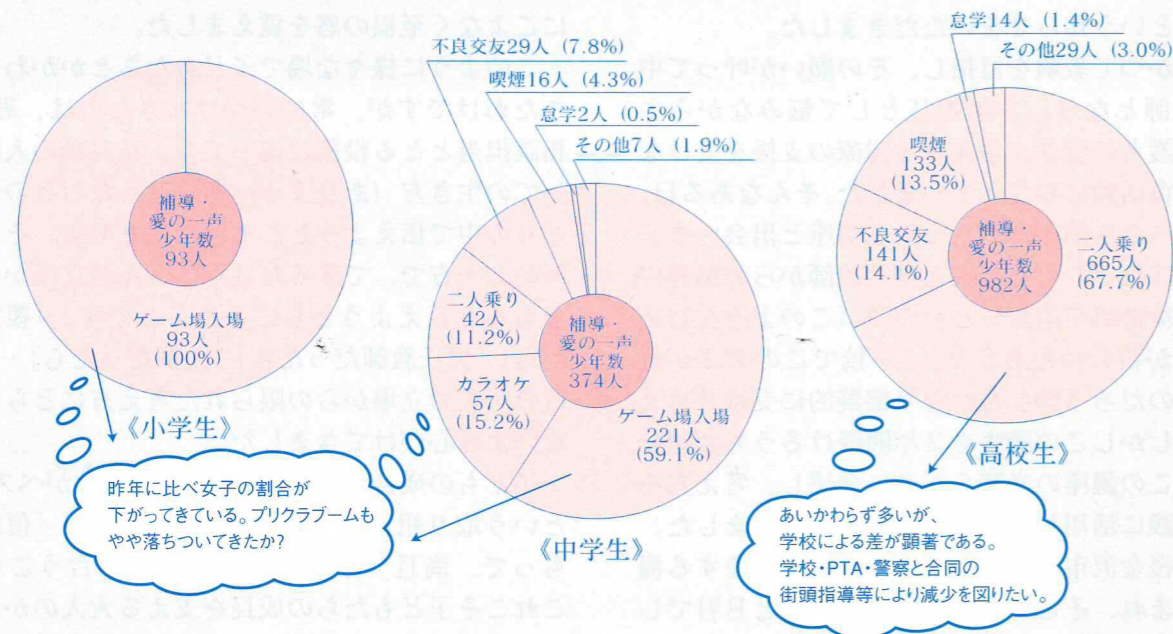 補導・
愛の一声
少年数
93人
ゲーム場入場
93人
(100%)
《小学生》
昨年に比べ女子の割合が
下がってきている。プリクラブームも
やや落ちついてきたか?
不良交友29人 (7.8%)
喫煙16人 (4.3%)
怠学2人 (0.5%)
その他7人 (1.9%)
二人乗り
42人
(11.2%)
カラオケ
57人
(15.2%)
補導・
愛の一声
少年数
374人
ゲーム場入場
221人
(59.1%)
《中学生》
怠学14人 (1.4%)
その他29人 (3.0%)
喫煙
133人
(13.5%)
不良交友
141人
(14.1%)
補導・
愛の一声
少年数
982人
二人乗り
665人
(67.7%)
《高校生》
あいかわらず多いが、
学校による差が顕著である。
学校・PTA・警察と合同の
街頭指導等により減少を図りたい。